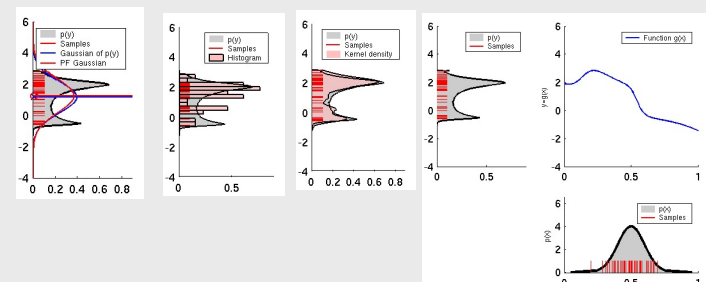 6
4
2
0
-2
-4
0 0.2 0.4 0.6 0.8
p(y)
Samples
Gaussian of p(y)
PF Gaussian
6
4
2
0
-2
-4
0 0.5
p(y)
Samples
Histogram
6
4
2
0
-2
-4
0 0.2 0.4 0.6 0.8
p(y)
Samples
Kernel density
6
4
2
0
-2
-4
0 0.5
p(y)
Samples
6
4
2
0
-2
-4
0 0.5 1
y=g(x)
Function g(x)
6
4
2
0
0 0.5 1
p(x)
p(x)
Samples